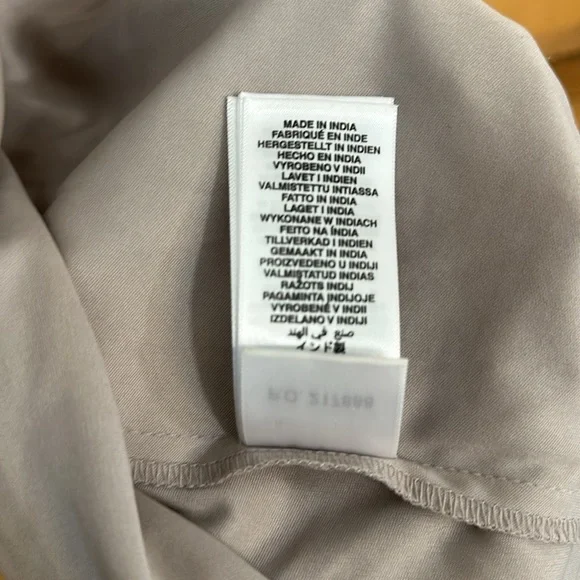 MADE IN INDIA
FABRIQUÉ EN INDE
HERGESTELLT IN INDIEN
HECHO EN INDIA
VYROBENO V INDII
LAVET I INDIEN
VALMISTETTU INTIASSA
FATTO IN INDIA
LAGET I INDIA
WYKONANE W INDIACH
FEITO NA ÍNDIA
TILLVERKAD I INDIEN
GEMAAKT IN INDIA
PROIZVEDENO U INDIJI
VALMISTATUD INDIAS
RAŽOTS INDIJ
PAGAMINTA INDIJOJE
VYROBENÉ V INDII
IZDELANO V INDIJI
صنع في الهند
インド製
P.O.